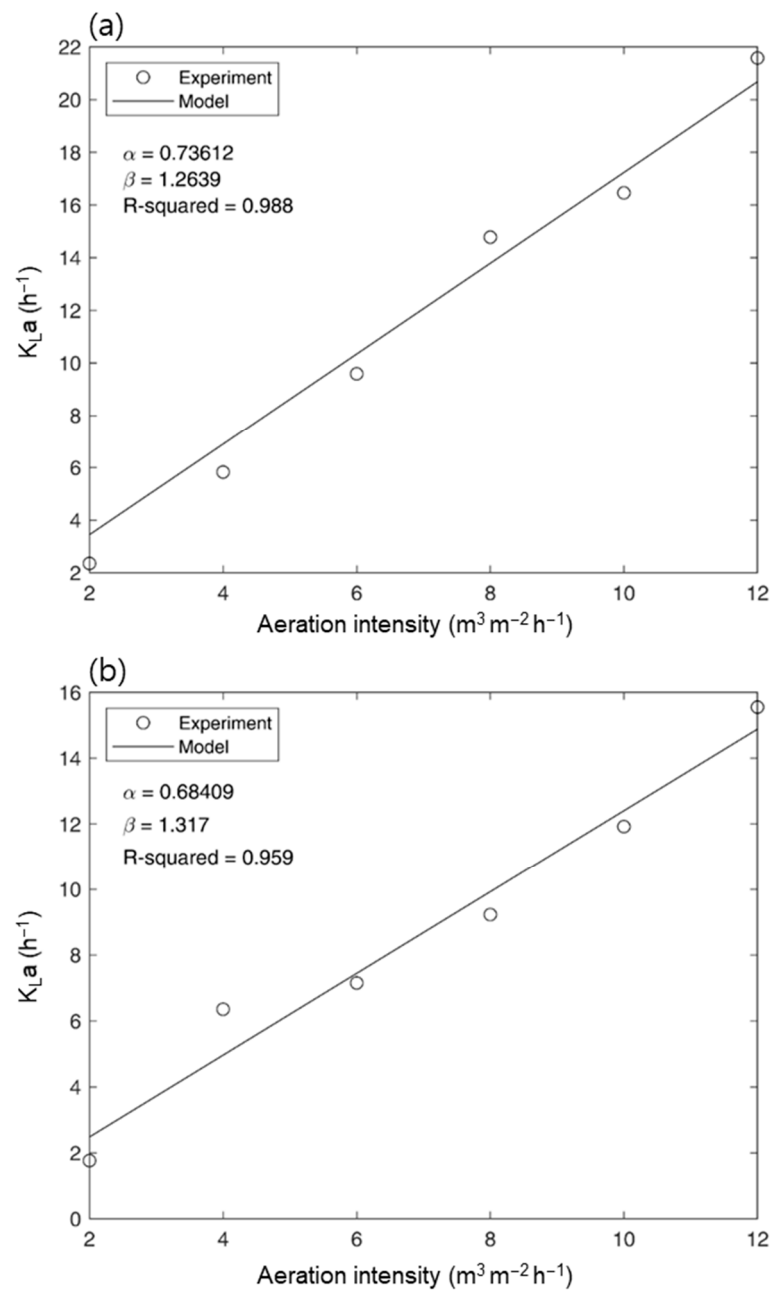 (a)
22
20
18
16
14
12
10
8
6
4
2
K_La (h⁻¹)
Experiment
Model
α = 0.73612
β = 1.2639
R-squared = 0.988
2 4 6 8 10 12
Aeration intensity (m³ m⁻² h⁻¹)
(b)
16
14
12
10
8
6
4
2
0
K_La (h⁻¹)
Experiment
Model
α = 0.68409
β = 1.317
R-squared = 0.959
2 4 6 8 10 12
Aeration intensity (m³ m⁻² h⁻¹)